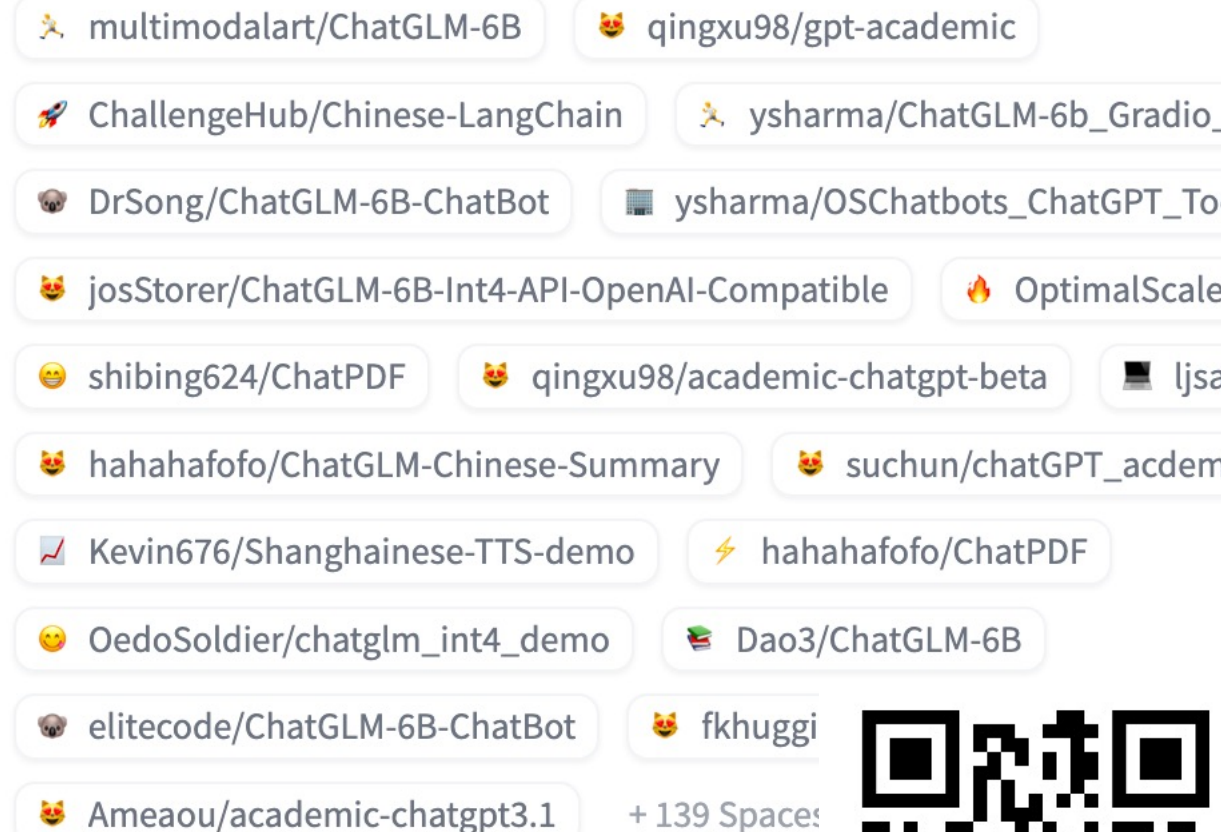 multimodalart/ChatGLM-6B qingxu98/gpt-academic
ChallengeHub/Chinese-LangChain ysharma/ChatGLM-6b_Gradio_
DrSong/ChatGLM-6B-ChatBot ysharma/OSChatbots_ChatGPT_To
josStorer/ChatGLM-6B-Int4-API-OpenAI-Compatible OptimalScale
shibing624/ChatPDF qingxu98/academic-chatgpt-beta ljsa
hahahafofo/ChatGLM-Chinese-Summary suchun/chatGPT_acdem
Kevin676/Shanghainese-TTS-demo hahahafofo/ChatPDF
OedoSoldier/chatglm_int4_demo Dao3/ChatGLM-6B
elitecode/ChatGLM-6B-ChatBot fkhuggi
Ameaou/academic-chatgpt3.1 + 139 Spaces